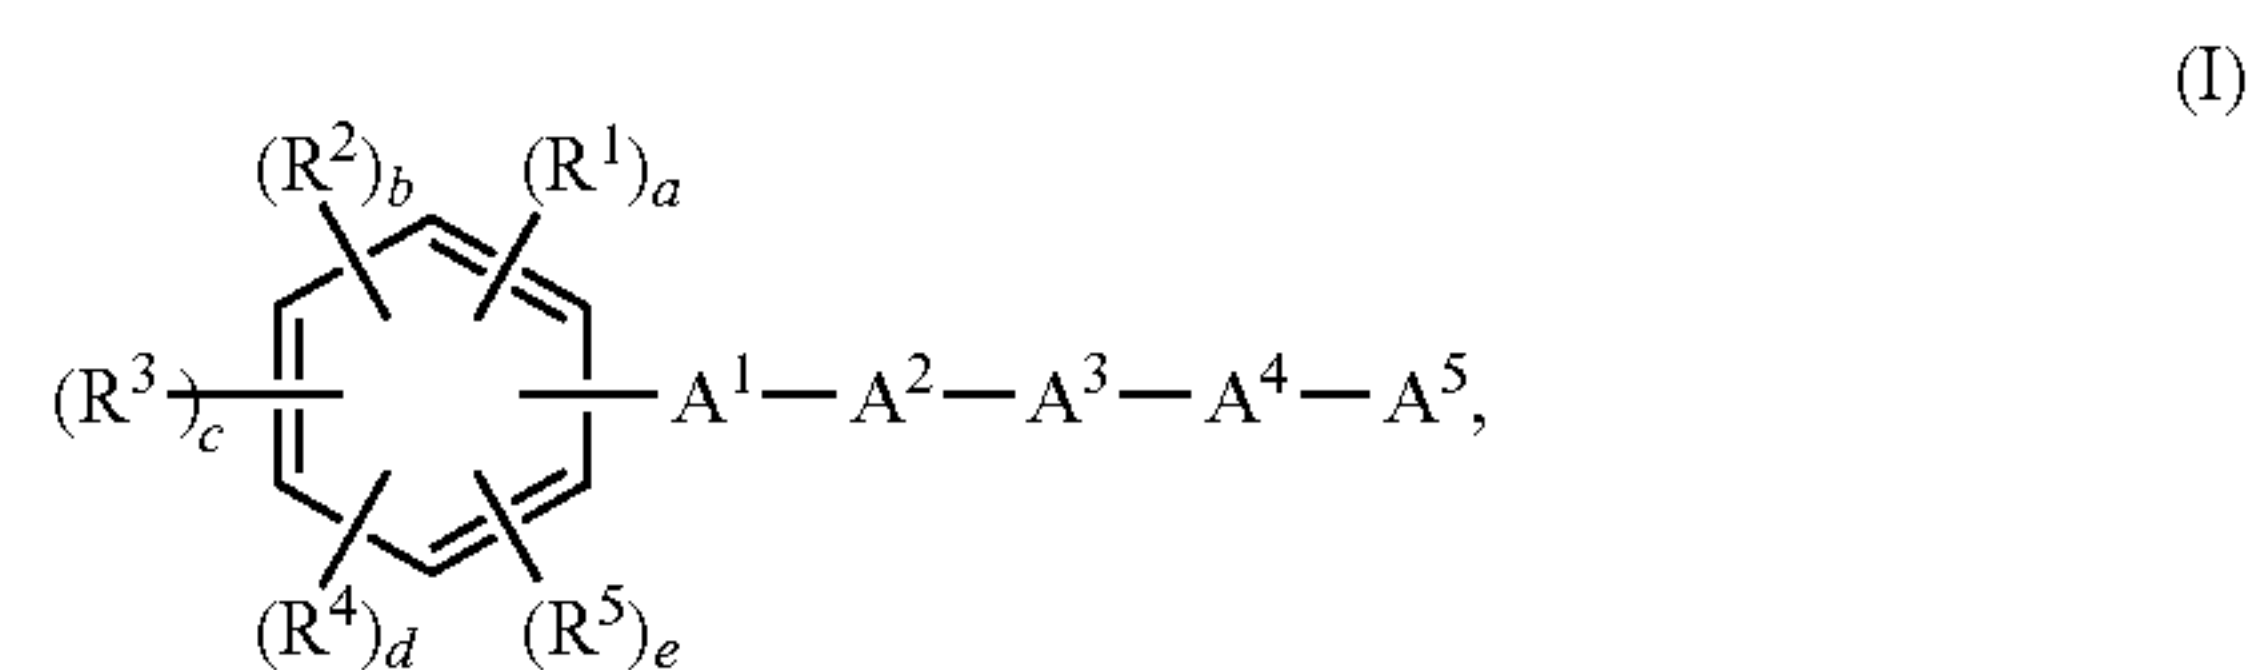 (I)
(R²)b (R¹)a
(R³)c A¹—A²—A³—A⁴—A⁵,
(R⁴)d (R⁵)e